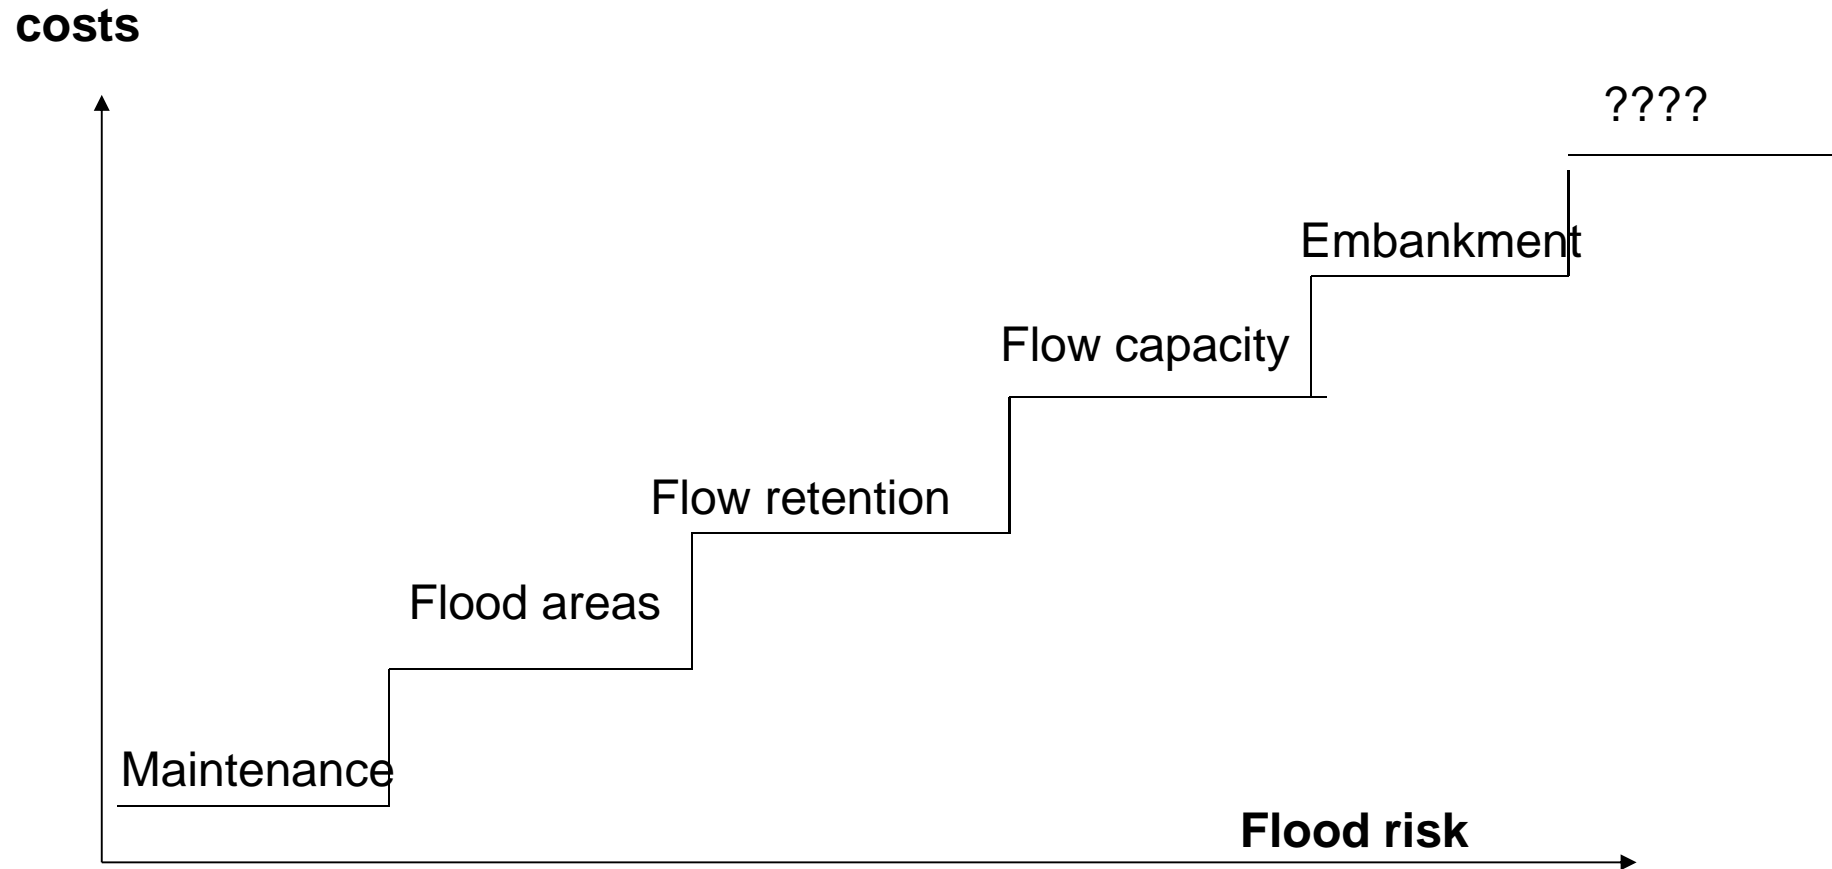 costs
????
Embankment
Flow capacity
Flow retention
Flood areas
Maintenance
Flood risk